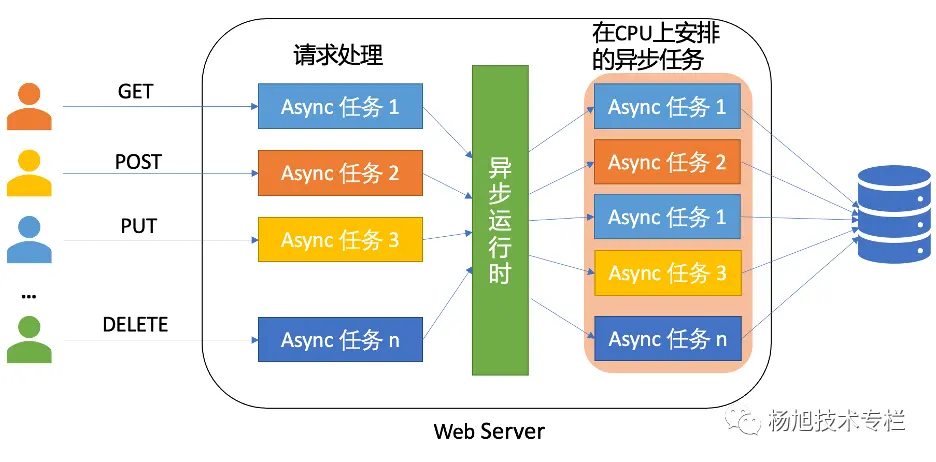 请求处理
在CPU上安排
的异步任务
GET
Async 任务 1
Async 任务 1
POST
Async 任务 2
Async 任务 2
异步运行时
PUT
Async 任务 3
Async 任务 1
Async 任务 3
...
DELETE
Async 任务 n
Async 任务 n
Web Server
杨旭技术专栏